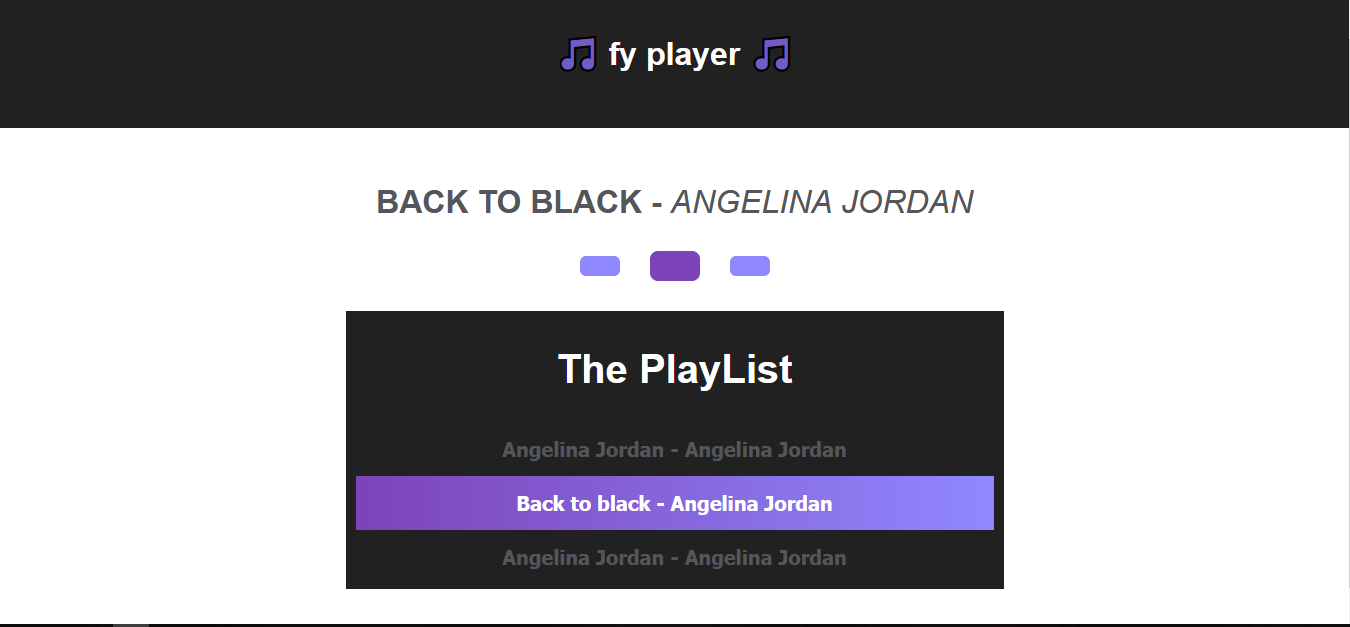 🎵 fy player 🎵
BACK TO BLACK - ANGELINA JORDAN
The PlayList
Angelina Jordan - Angelina Jordan
Back to black - Angelina Jordan
Angelina Jordan - Angelina Jordan